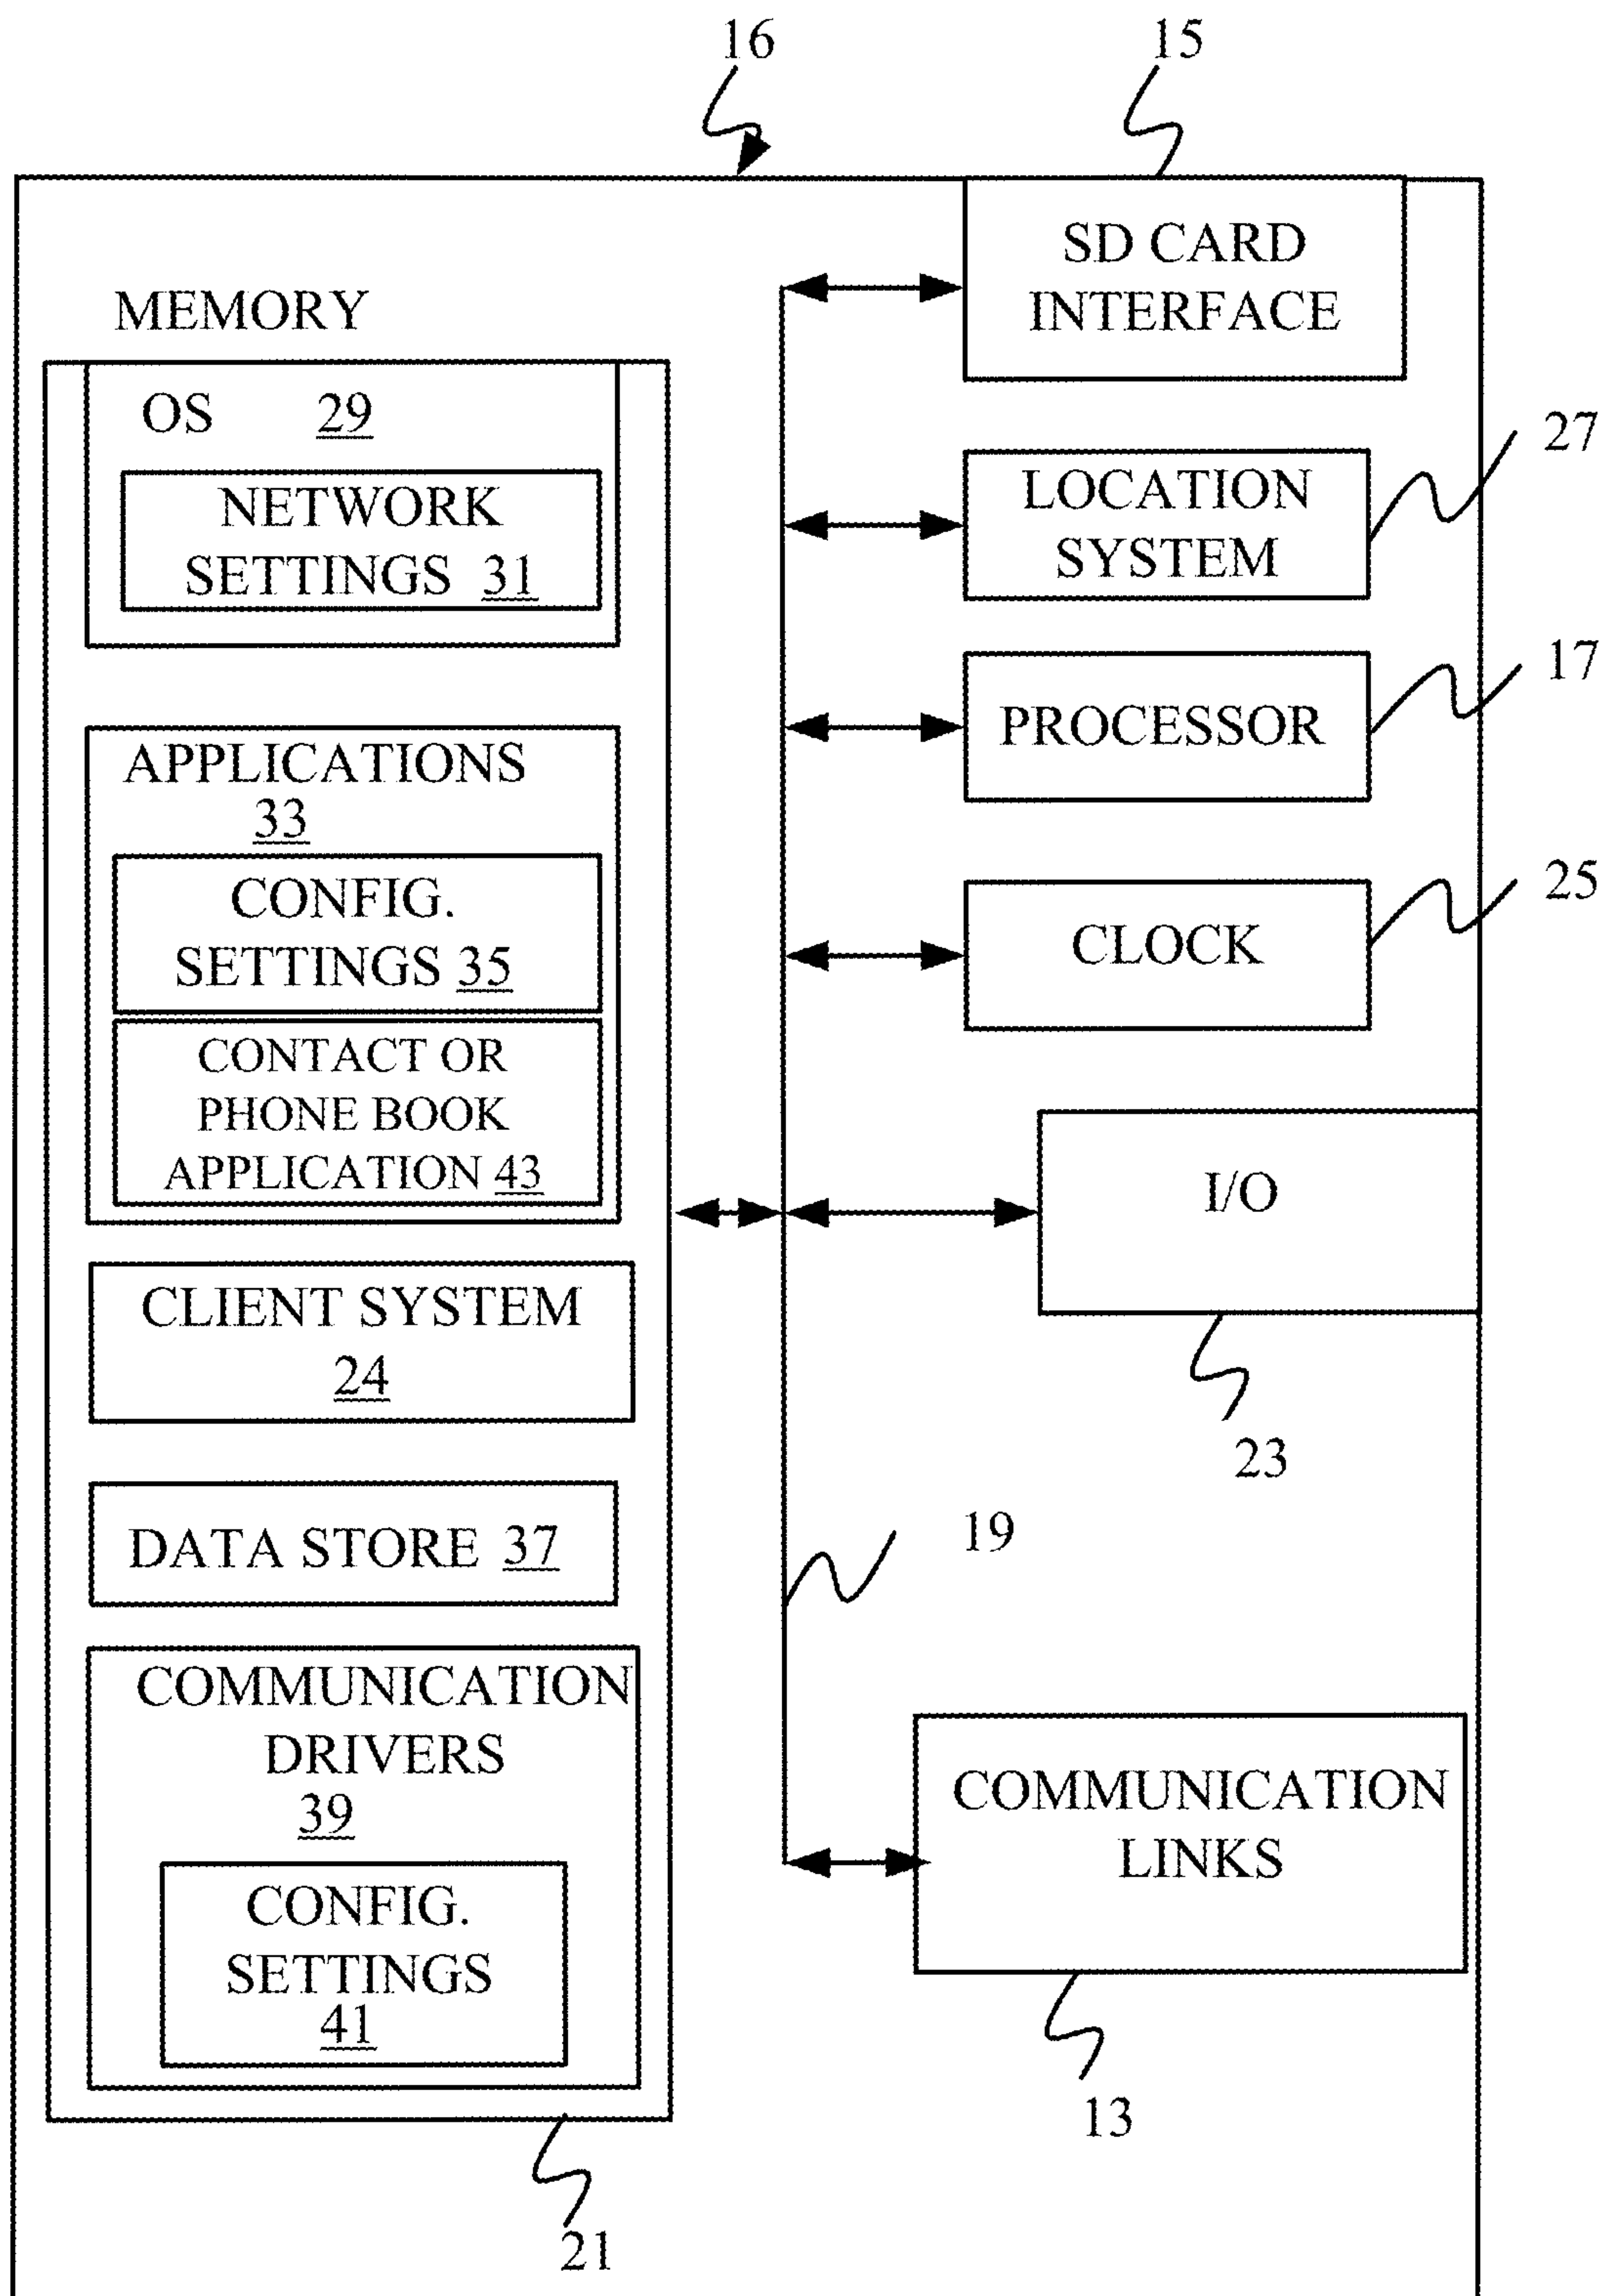 16
15
SD CARD
INTERFACE
MEMORY
OS 29
NETWORK
SETTINGS 31
LOCATION
SYSTEM
27
PROCESSOR
17
APPLICATIONS
33
CONFIG.
SETTINGS 35
CLOCK
25
CONTACT OR
PHONE BOOK
APPLICATION 43
I/O
23
CLIENT SYSTEM
24
DATA STORE 37
19
COMMUNICATION
DRIVERS
39
CONFIG.
SETTINGS
41
COMMUNICATION
LINKS
13
21